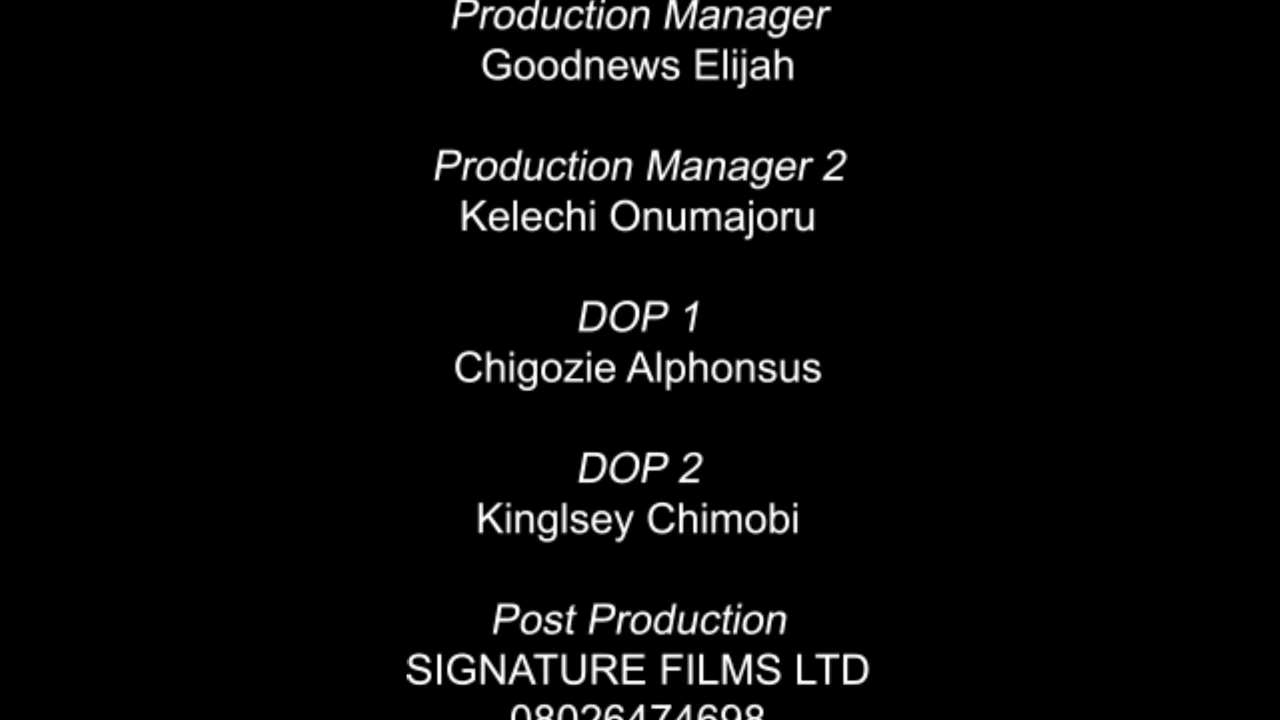 Production Manager
Goodnews Elijah
Production Manager 2
Kelechi Onumajoru
DOP 1
Chigozie Alphonsus
DOP 2
Kinglsey Chimobi
Post Production
SIGNATURE FILMS LTD
08026474698